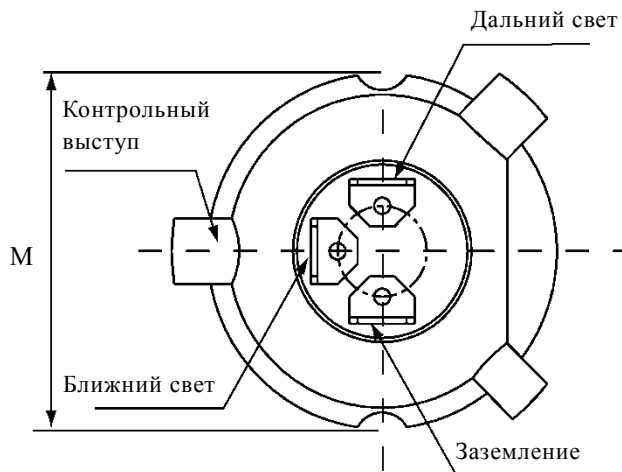 Дальний свет
Контрольный
выступ
М
Ближний свет
Заземление